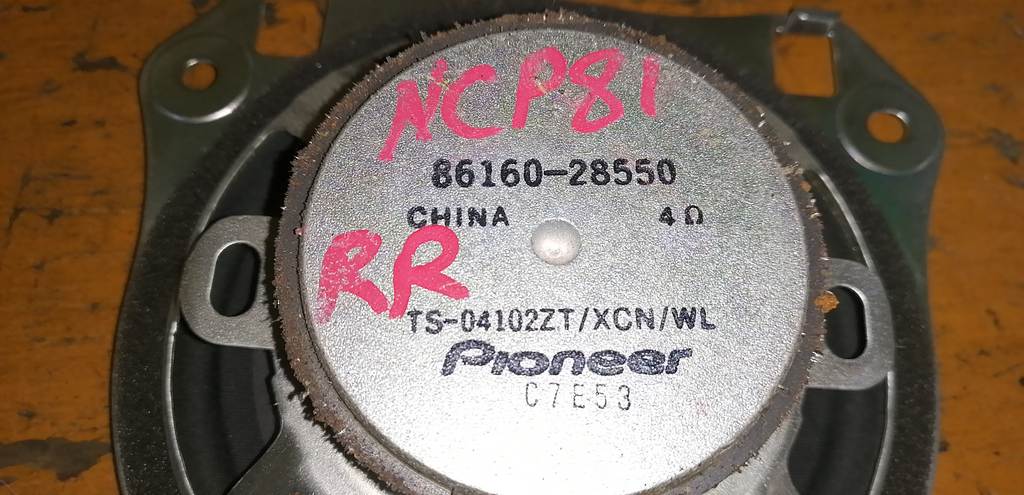 NCP81
86160-28550
CHINA 4Ω
RR
TS-04102ZT/XCN/WL
Pioneer
C7E53